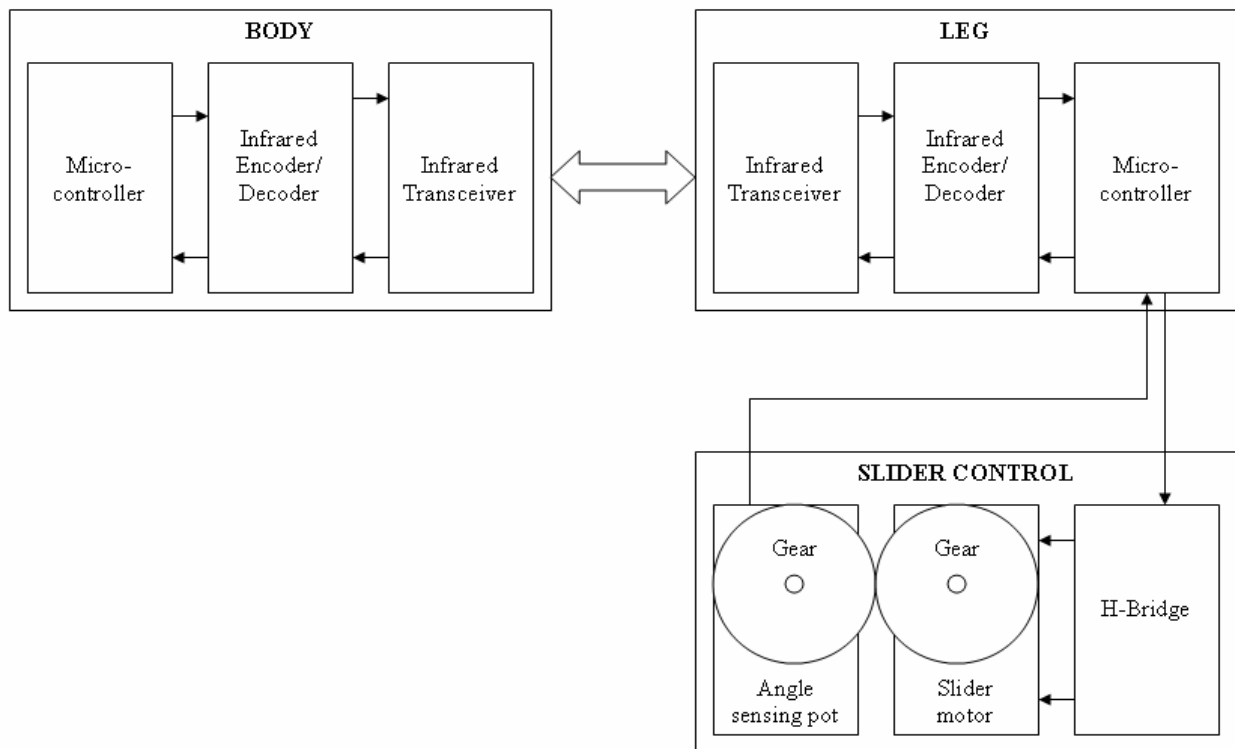 BODY
Micro-
controller
Infrared
Encoder/
Decoder
Infrared
Transceiver
LEG
Infrared
Transceiver
Infrared
Encoder/
Decoder
Micro-
controller
SLIDER CONTROL
Gear
Angle
sensing pot
Gear
Slider
motor
H-Bridge